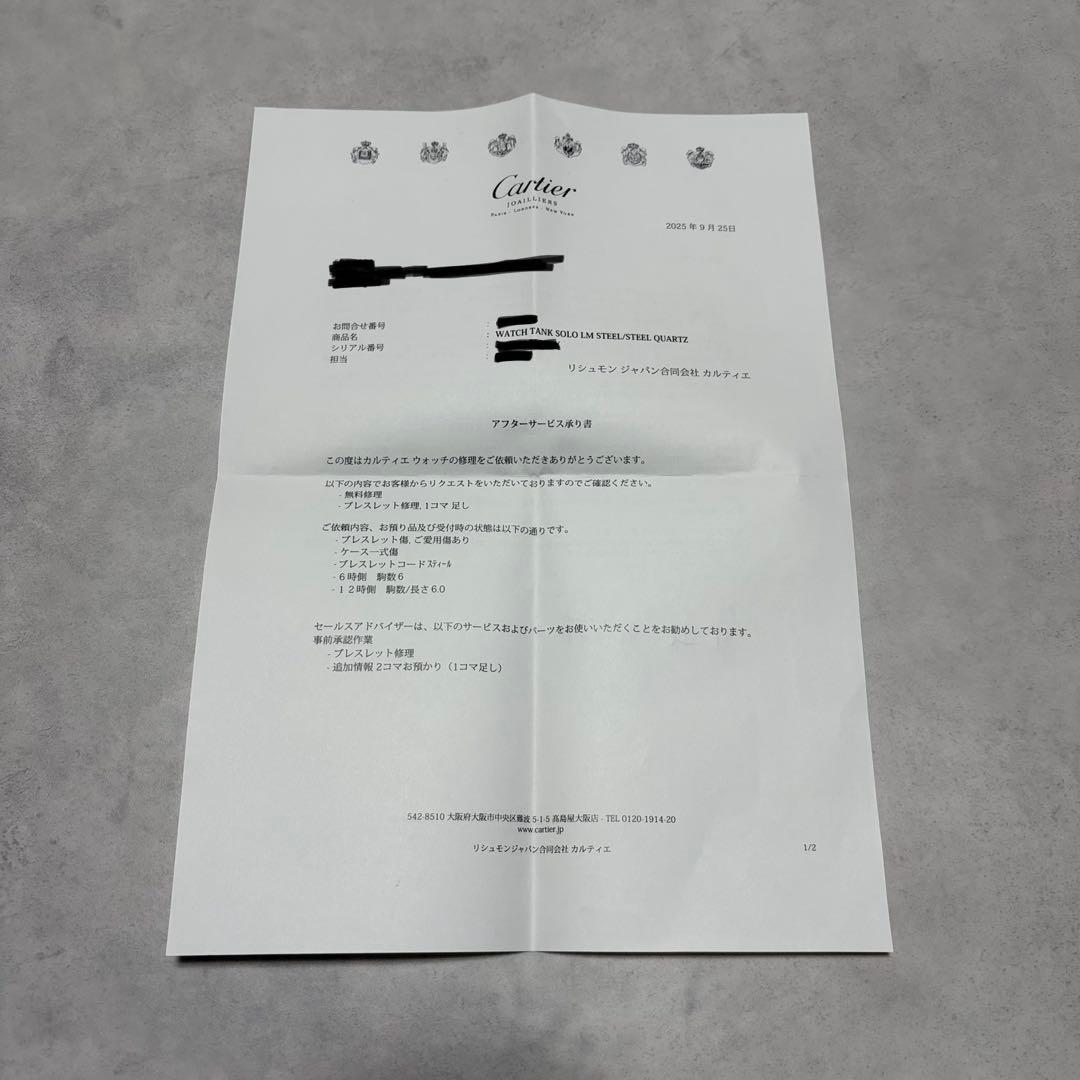 Cartier
JOAILLIERS
PARIS - LONDRES - NEW YORK
2025 年 9 月 25日
お問合せ番号 :
商品名 : WATCH TANK SOLO LM STEEL/STEEL QUARTZ
シリアル番号 :
担当 :
リシュモン ジャパン合同会社 カルティエ
アフターサービス承り書
この度はカルティエ ウォッチの修理をご依頼いただきありがとうございます。
以下の内容でお客様からリクエストをいただいておりますのでご確認ください。
- 無料修理
- ブレスレット修理, 1コマ 足し
ご依頼内容、お預り品及び受付時の状態は以下の通りです。
- ブレスレット傷, ご愛用傷あり
- ケース一式傷
- ブレスレットコード ｽﾃｨｰﾙ
- 6時側 駒数6
- 12時側 駒数/長さ6.0
セールスアドバイザーは、以下のサービスおよびパーツをお使いいただくことをお勧めしております。
事前承認作業
- ブレスレット修理
- 追加情報 2コマお預かり（1コマ足し）
542-8510 大阪府大阪市中央区難波 5-1-5 髙島屋大阪店 - TEL 0120-1914-20
www.cartier.jp
リシュモンジャパン合同会社 カルティエ
1/2